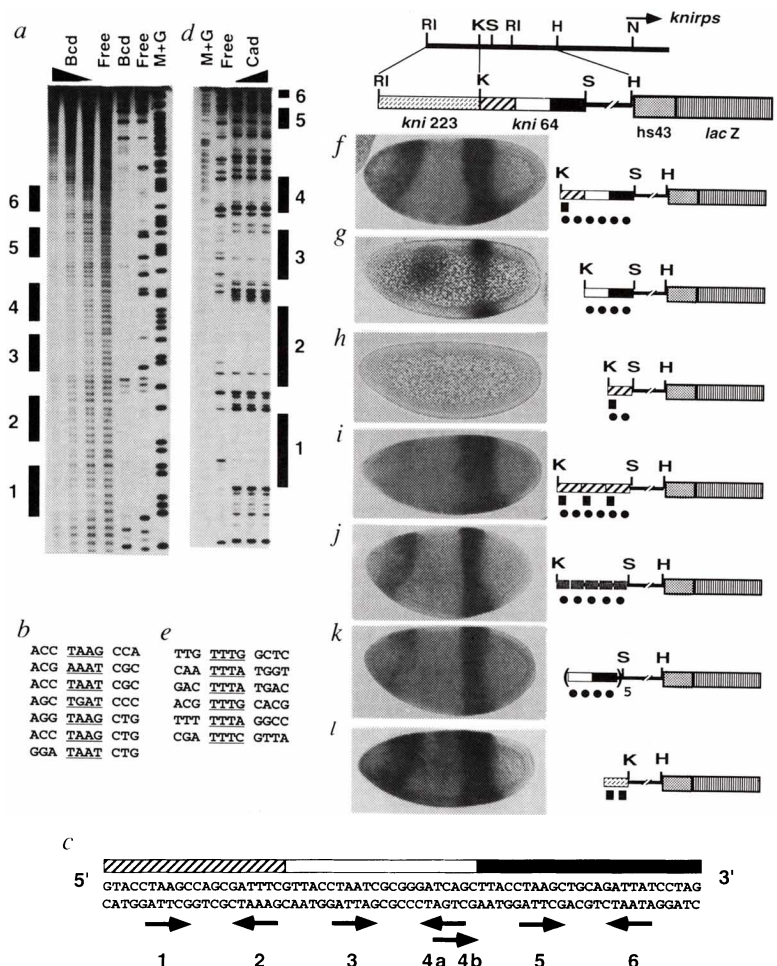 a
Bcd
Free
Bcd
Free
M+G
6
5
4
3
2
1
d
M+G
Free
Cad
6
5
4
3
2
1
b
ACC TAAG CCA
ACG AAAT CGC
ACC TAAT CGC
AGC TGAT CCC
AGG TAAG CTG
ACC TAAG CTG
GGA TAAT CTG
e
TTG TTTG GCTC
CAA TTTA TGGT
GAC TTTA TGAC
ACG TTTG CACG
TTT TTTA GGCC
CGA TTTC GTTA
knirps
RI KS RI H N
RI K S H
kni 223 kni 64 hs43 lac Z
f
K S H
g
K S H
h
K S H
i
K S H
j
K S H
k
S H
5
l
K H
c
5' 3'
GTACCTAAGCCAGCGATTTCGTTACCTAATCGCGGGATCAGCTTACCTAAGCTGCAGATTATCCTAG
CATGGATTCGGTCGCTAAAGCAATGGATTAGCGCCCTAGTCGAATGGATTCGACGTCTAATAGGATC
1 2 3 4a 4b 5 6